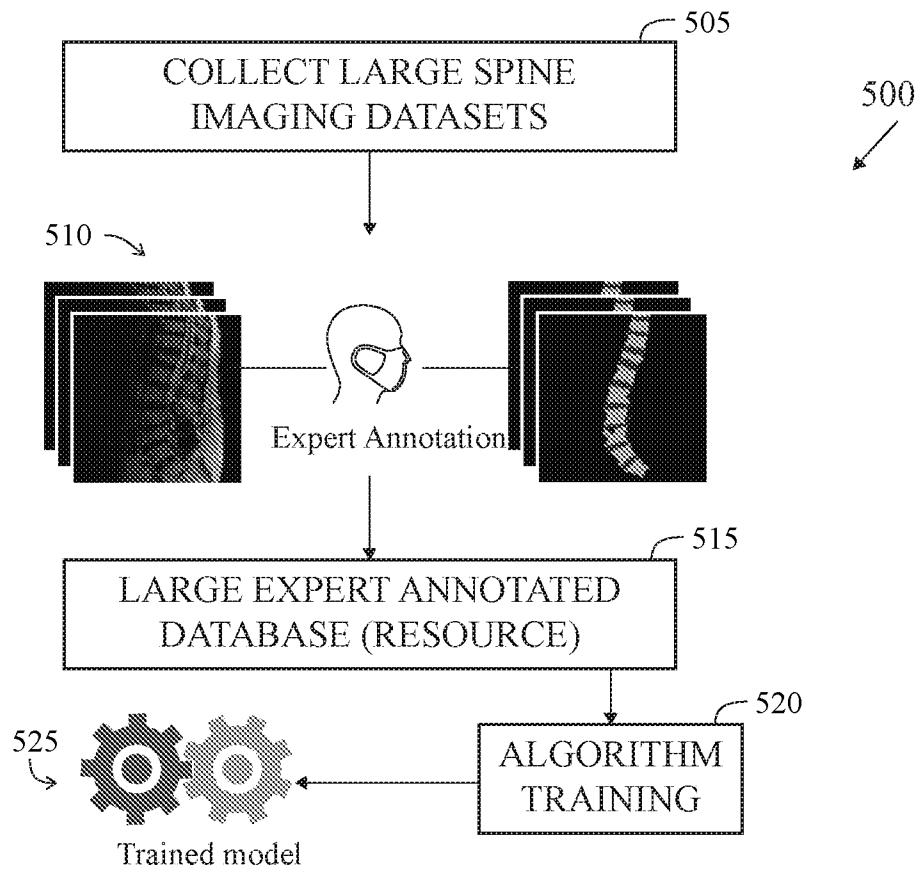 505
COLLECT LARGE SPINE
IMAGING DATASETS
500
510
Expert Annotation
515
LARGE EXPERT ANNOTATED
DATABASE (RESOURCE)
520
ALGORITHM
TRAINING
525
Trained model